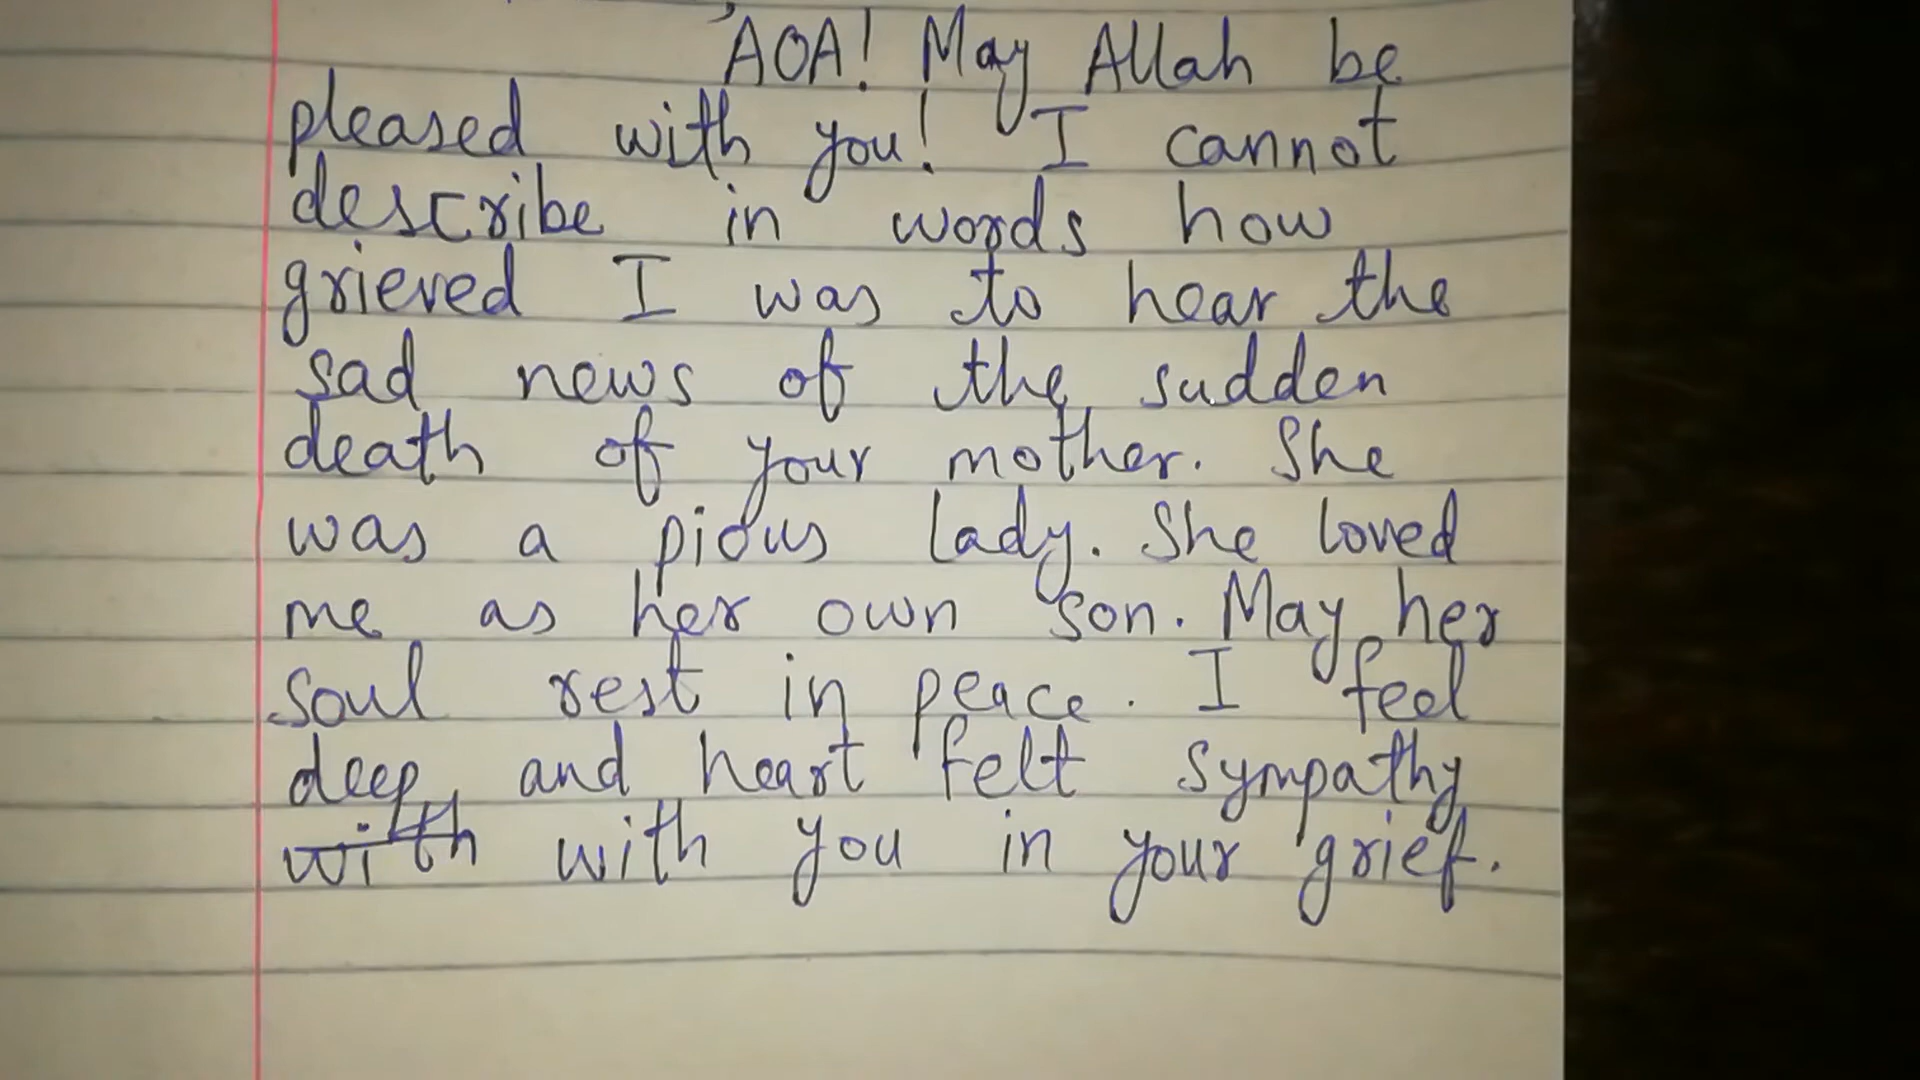 AOA! May Allah be
pleased with you! I cannot
describe in words how
grieved I was to hear the
sad news of the sudden
death of your mother. She
was a pious lady. She loved
me as her own son. May her
soul rest in peace. I feel
deep and heart felt sympathy
with with you in your grief.